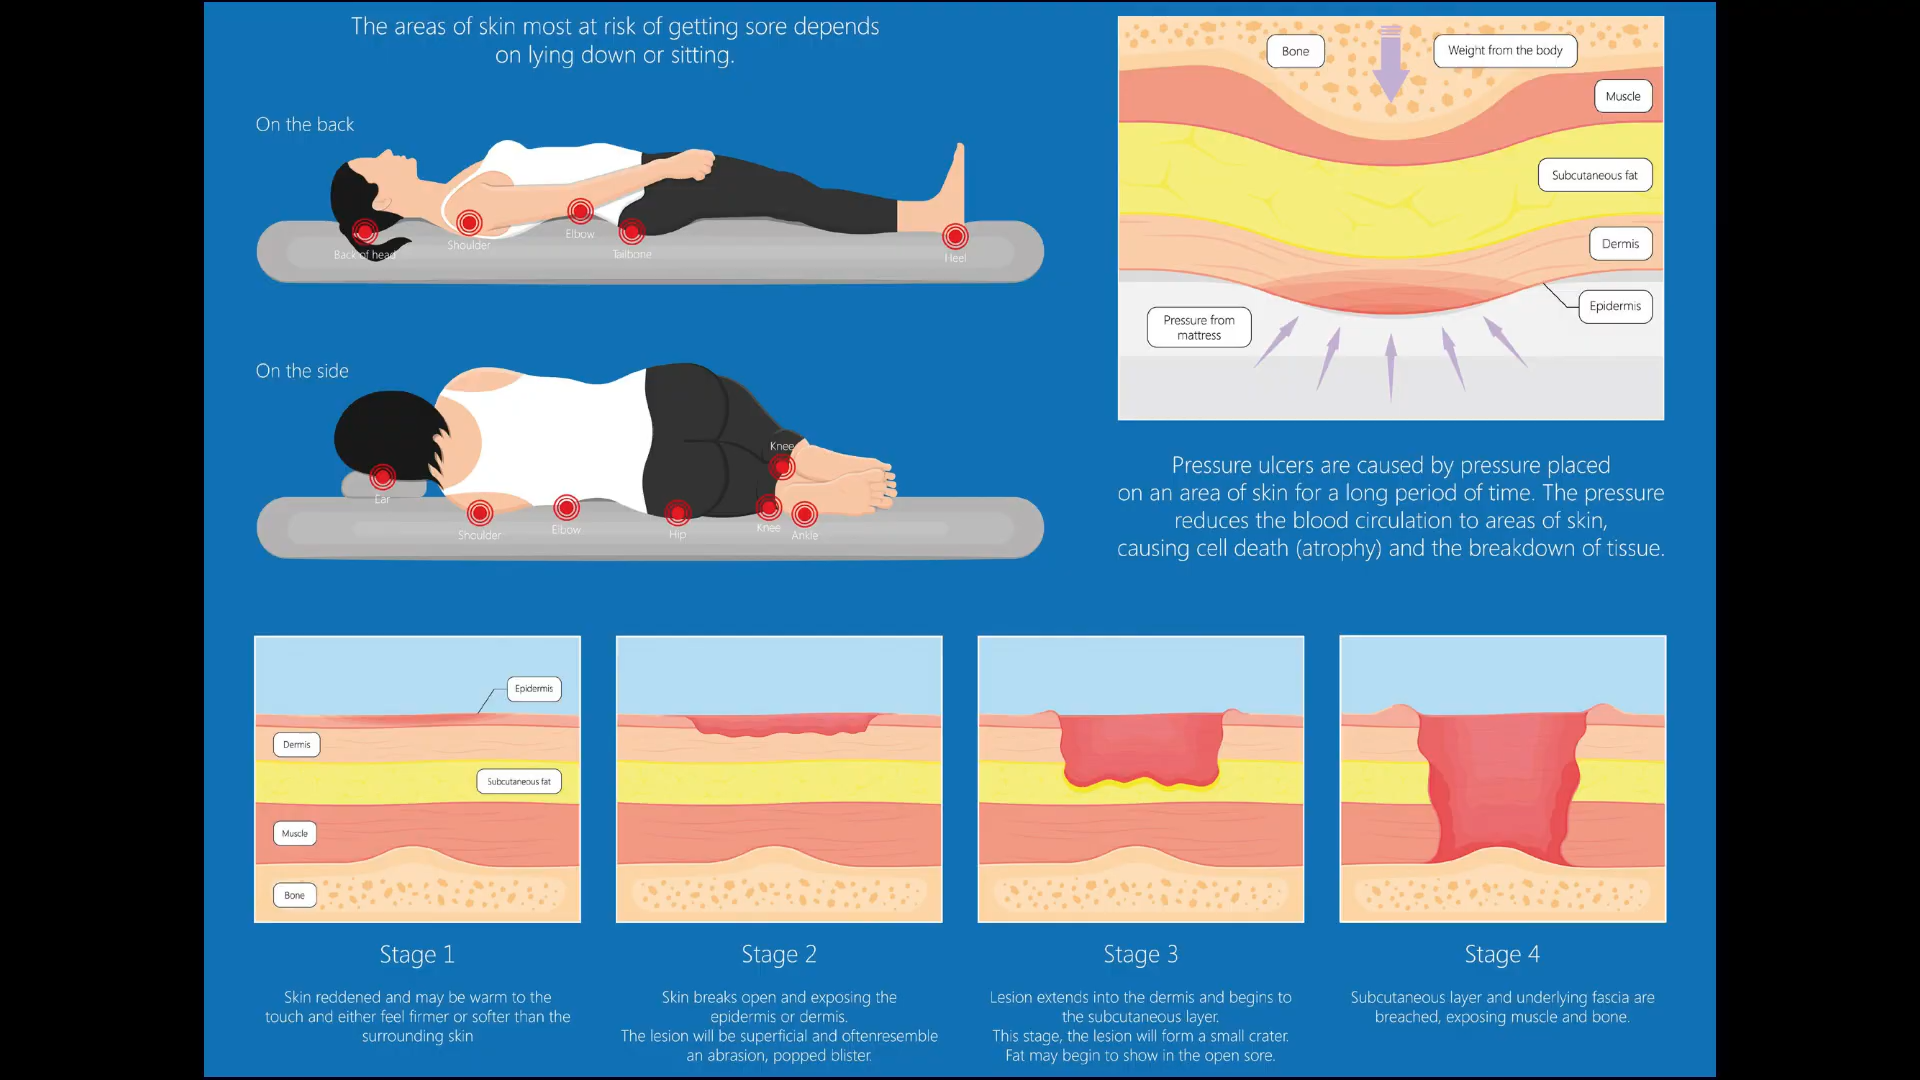 The areas of skin most at risk of getting sore depends
on lying down or sitting.
On the back
Back of head
Shoulder
Elbow
Tailbone
Heel
On the side
Ear
Shoulder
Elbow
Hip
Knee
Knee
Ankle
Bone
Weight from the body
Muscle
Subcutaneous fat
Dermis
Epidermis
Pressure from
mattress
Pressure ulcers are caused by pressure placed
on an area of skin for a long period of time. The pressure
reduces the blood circulation to areas of skin,
causing cell death (atrophy) and the breakdown of tissue.
Epidermis
Dermis
Subcutaneous fat
Muscle
Bone
Stage 1
Skin reddened and may be warm to the
touch and either feel firmer or softer than the
surrounding skin
Stage 2
Skin breaks open and exposing the
epidermis or dermis.
The lesion will be superficial and oftenresemble
an abrasion, popped blister.
Stage 3
Lesion extends into the dermis and begins to
the subcutaneous layer.
This stage, the lesion will form a small crater.
Fat may begin to show in the open sore.
Stage 4
Subcutaneous layer and underlying fascia are
breached, exposing muscle and bone.